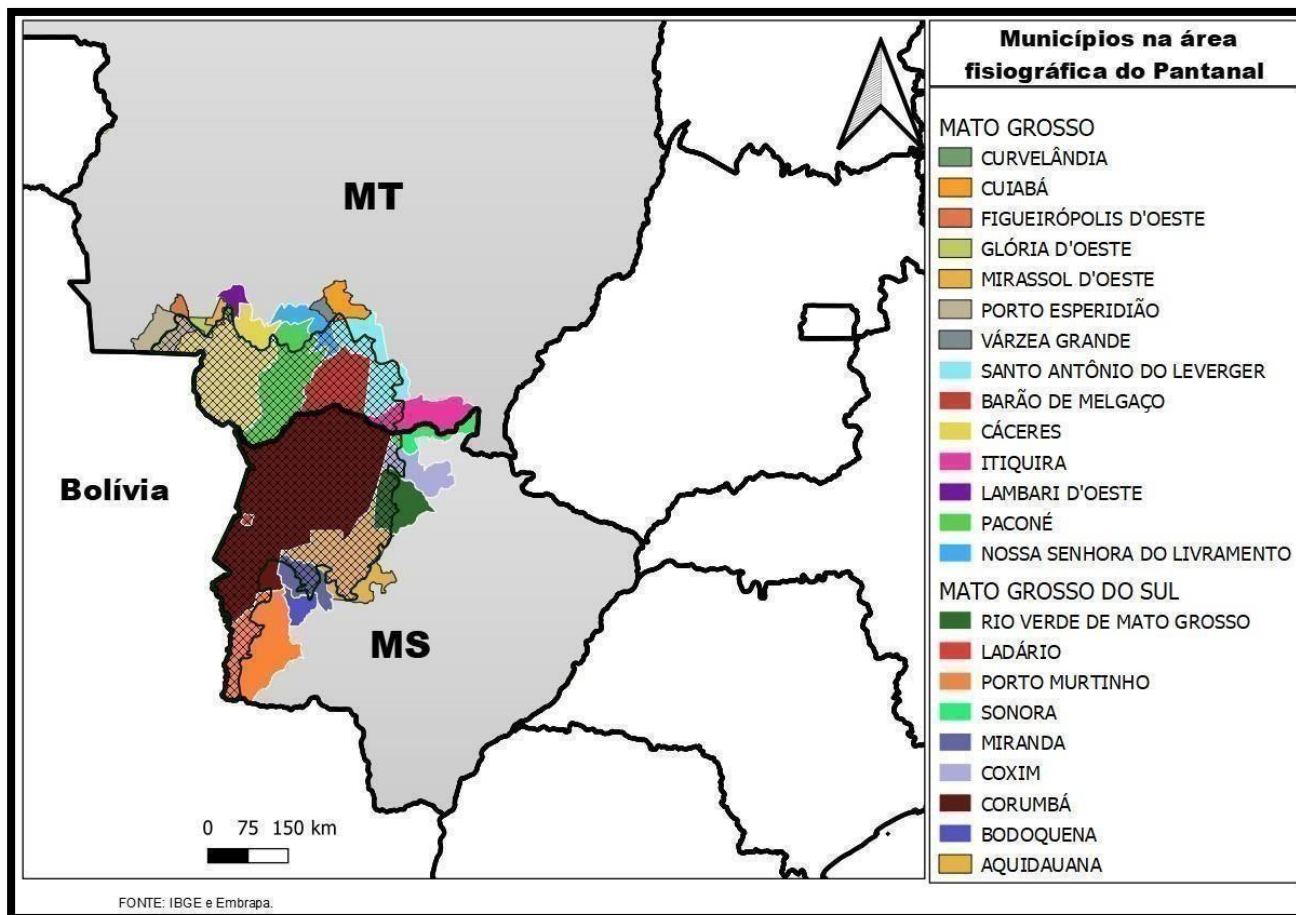 Municípios na área
fisiográfica do Pantanal
MATO GROSSO
CURVELÂNDIA
CUIABÁ
FIGUEIRÓPOLIS D'OESTE
GLÓRIA D'OESTE
MIRASSOL D'OESTE
PORTO ESPERIDIÃO
VÁRZEA GRANDE
SANTO ANTÔNIO DO LEVERGER
BARÃO DE MELGAÇO
CÁCERES
ITIQUIRA
LAMBARI D'OESTE
PACONÉ
NOSSA SENHORA DO LIVRAMENTO
MATO GROSSO DO SUL
RIO VERDE DE MATO GROSSO
LADÁRIO
PORTO MURTINHO
SONORA
MIRANDA
COXIM
CORUMBÁ
BODOQUENA
AQUIDAUANA
MT
Bolívia
MS
0 75 150 km
FONTE: IBGE e Embrapa.